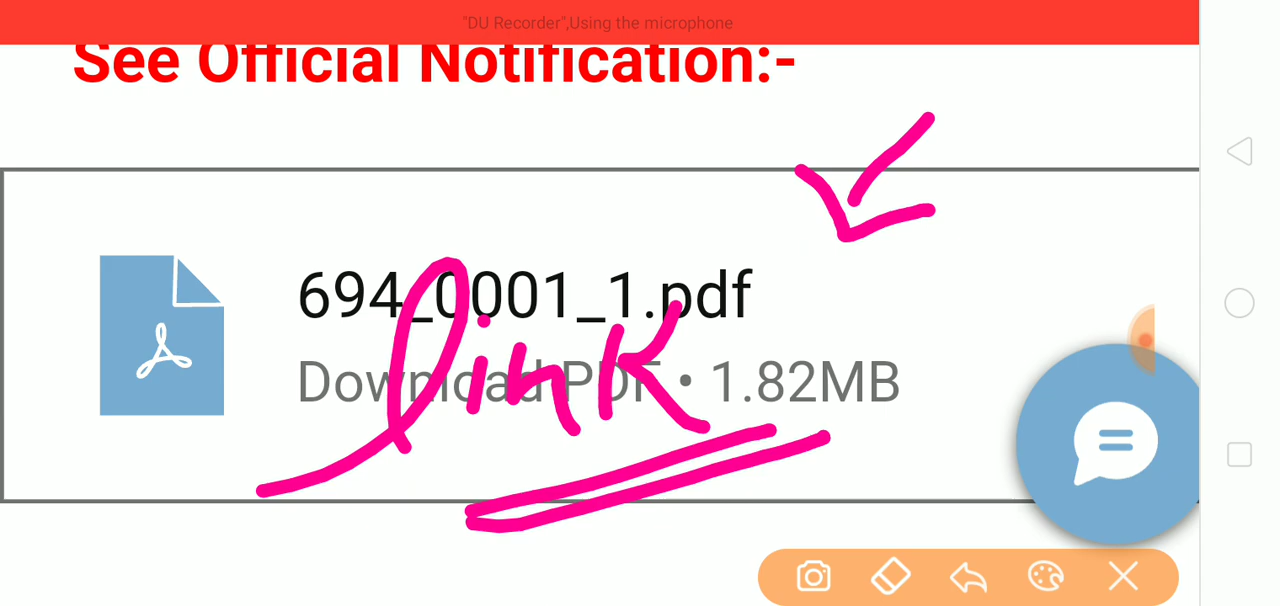 "DU Recorder",Using the microphone
See Official Notification:-
694_0001_1.pdf
Download PDF • 1.82MB
link